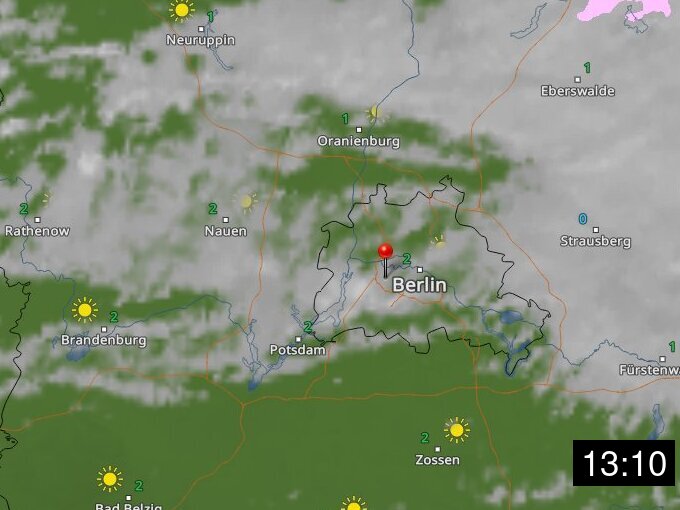 1
Neuruppin
1
Eberswalde
1
Oranienburg
2
Rathenow
2
Nauen
0
Strausberg
2
Berlin
2
Brandenburg
2
Potsdam
1
Fürstenwa
2
Zossen
13:10
2
Bad Belzig